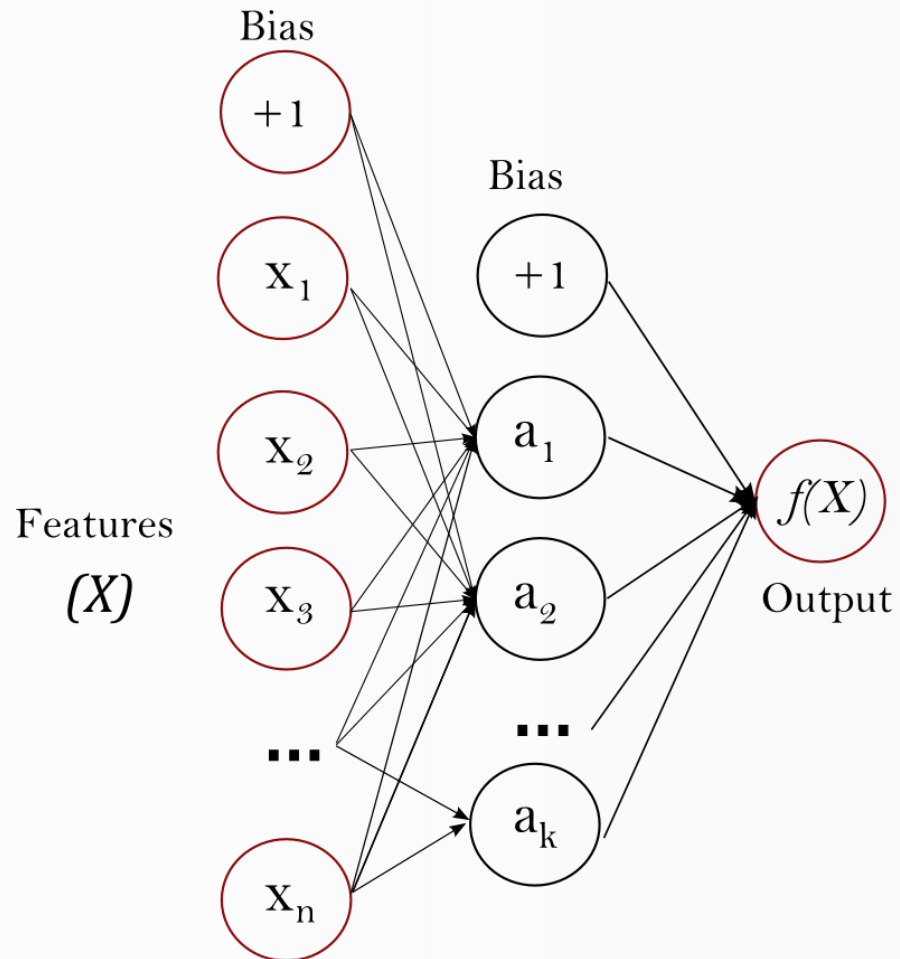 Bias
+1
Bias
x₁
+1
x₂
a₁
Features
(X)
f(X)
x₃
a₂
Output
...
...
aₖ
xₙ